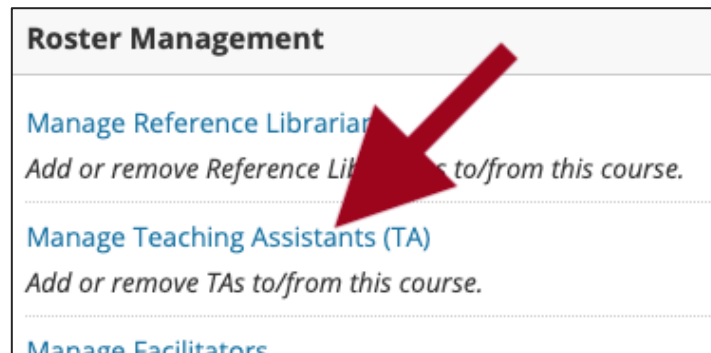 Roster Management
Manage Reference Librarian
Add or remove Reference Li to/from this course.
Manage Teaching Assistants (TA)
Add or remove TAs to/from this course.
Manage Facilitators